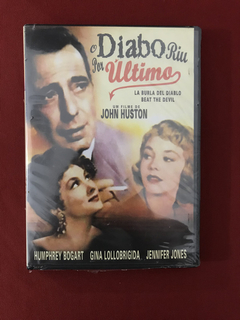 O Diabo Riu
Por Último
LA BURLA DEL DIABLO
BEAT THE DEVIL
UM FILME DE
JOHN HUSTON
HUMPHREY BOGART GINA LOLLOBRIGIDA JENNIFER JONES